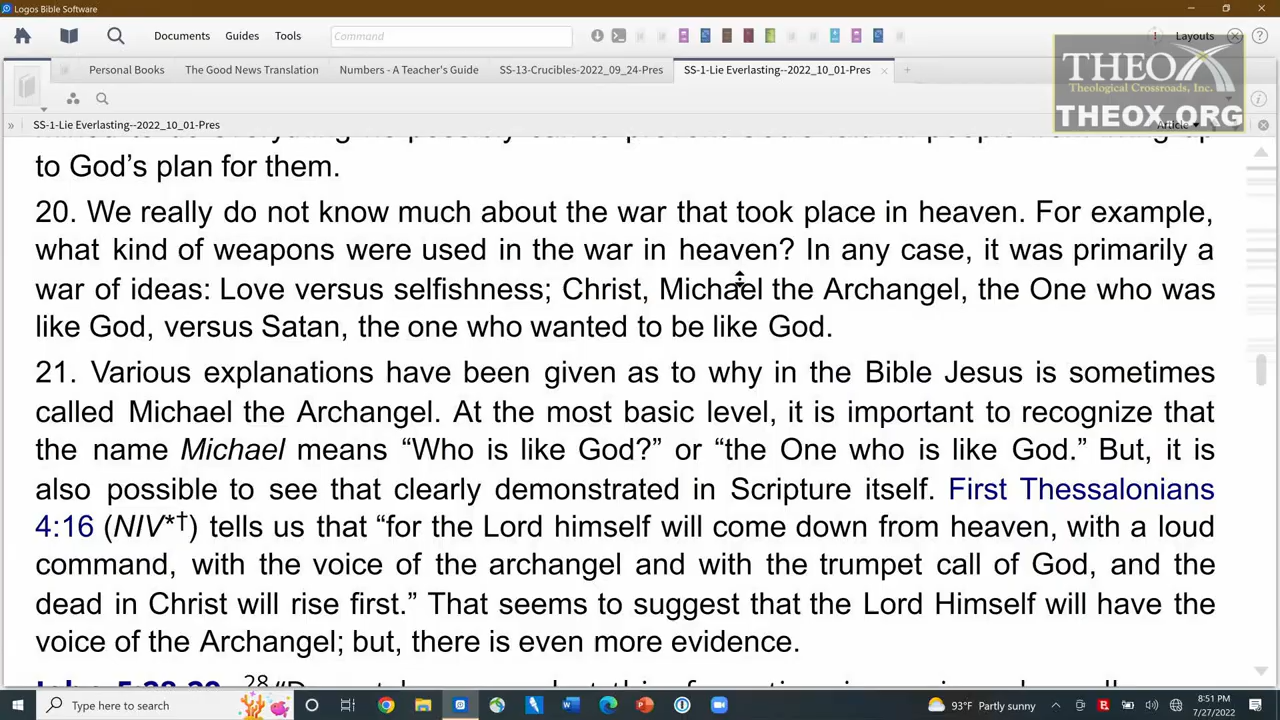 Logos Bible Software
Documents Guides Tools Command Layouts
Personal Books The Good News Translation Numbers - A Teacher's Guide SS-13-Crucibles-2022_09_24-Pres SS-1-Lie Everlasting--2022_10_01-Pres
THEOX
Theological Crossroads, Inc.
THEOX.ORG
SS-1-Lie Everlasting--2022_10_01-Pres Article
to God’s plan for them.
20. We really do not know much about the war that took place in heaven. For example,
what kind of weapons were used in the war in heaven? In any case, it was primarily a
war of ideas: Love versus selfishness; Christ, Michael the Archangel, the One who was
like God, versus Satan, the one who wanted to be like God.
21. Various explanations have been given as to why in the Bible Jesus is sometimes
called Michael the Archangel. At the most basic level, it is important to recognize that
the name Michael means “Who is like God?” or “the One who is like God.” But, it is
also possible to see that clearly demonstrated in Scripture itself. First Thessalonians
4:16 (NIV*†) tells us that “for the Lord himself will come down from heaven, with a loud
command, with the voice of the archangel and with the trumpet call of God, and the
dead in Christ will rise first.” That seems to suggest that the Lord Himself will have the
voice of the Archangel; but, there is even more evidence.
Type here to search 93°F Partly sunny 8:51 PM
7/27/2022